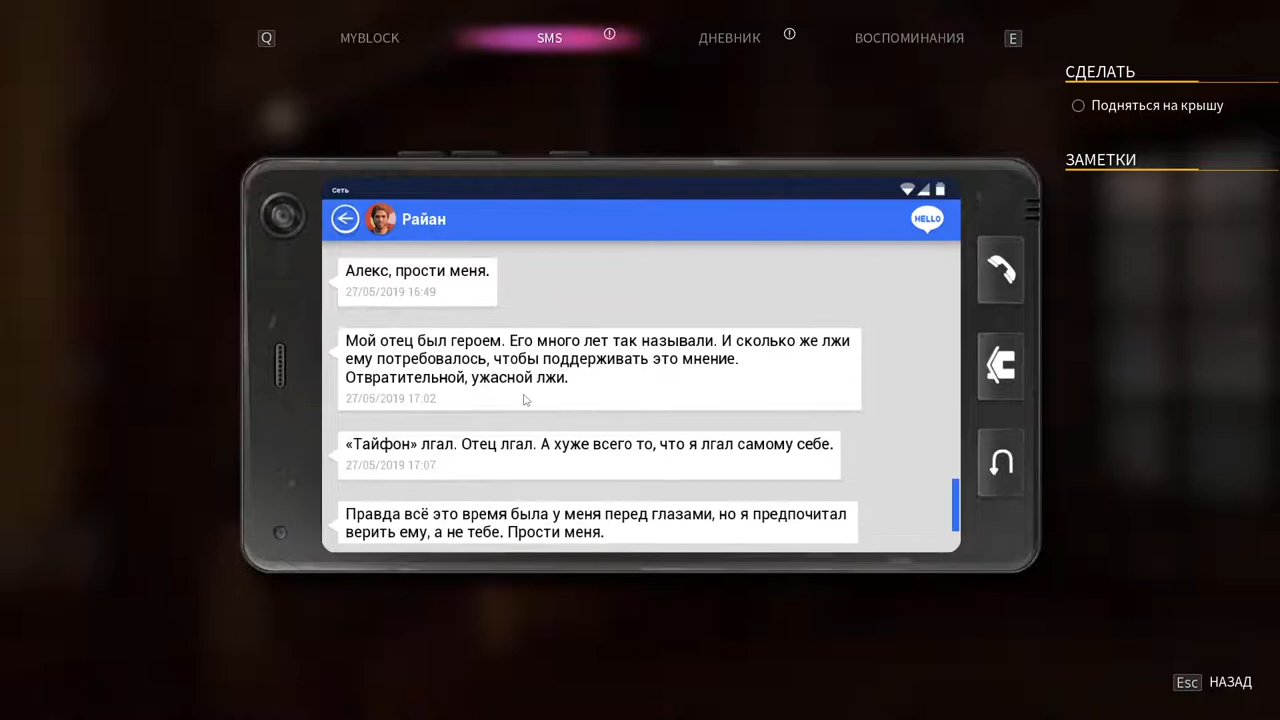 Q
MYBLOCK
SMS
ДНЕВНИК
ВОСПОМИНАНИЯ
E
СДЕЛАТЬ
Подняться на крышу
ЗАМЕТКИ
Сеть
Райан
HELLO
Алекс, прости меня.
27/05/2019 16:49
Мой отец был героем. Его много лет так называли. И сколько же лжи
ему потребовалось, чтобы поддерживать это мнение.
Отвратительной, ужасной лжи.
27/05/2019 17:02
«Тайфон» лгал. Отец лгал. А хуже всего то, что я лгал самому себе.
27/05/2019 17:07
Правда всё это время была у меня перед глазами, но я предпочитал
верить ему, а не тебе. Прости меня.
Esc НАЗАД